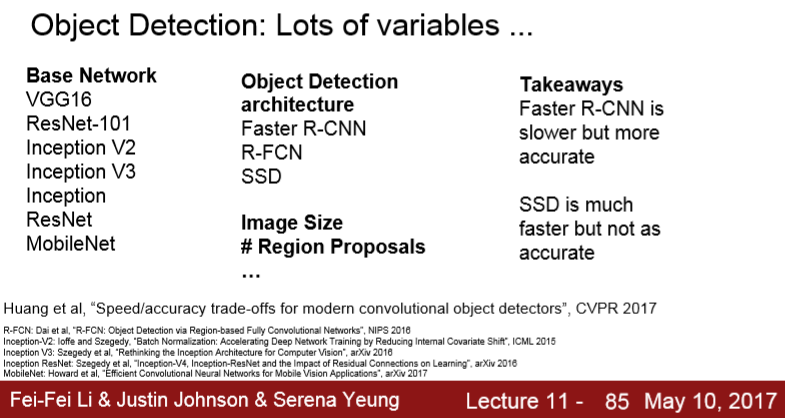 Object Detection: Lots of variables ...
Base Network
VGG16
ResNet-101
Inception V2
Inception V3
Inception
ResNet
MobileNet
Object Detection
architecture
Faster R-CNN
R-FCN
SSD
Image Size
# Region Proposals
...
Takeaways
Faster R-CNN is
slower but more
accurate
SSD is much
faster but not as
accurate
Huang et al, “Speed/accuracy trade-offs for modern convolutional object detectors”, CVPR 2017
R-FCN: Dai et al, “R-FCN: Object Detection via Region-based Fully Convolutional Networks”, NIPS 2016
Inception-V2: Ioffe and Szegedy, “Batch Normalization: Accelerating Deep Network Training by Reducing Internal Covariate Shift”, ICML 2015
Inception V3: Szegedy et al, “Rethinking the Inception Architecture for Computer Vision”, arXiv 2016
Inception ResNet: Szegedy et al, “Inception-V4, Inception-ResNet and the Impact of Residual Connections on Learning”, arXiv 2016
MobileNet: Howard et al, “Efficient Convolutional Neural Networks for Mobile Vision Applications”, arXiv 2017
Fei-Fei Li & Justin Johnson & Serena Yeung Lecture 11 - 85 May 10, 2017